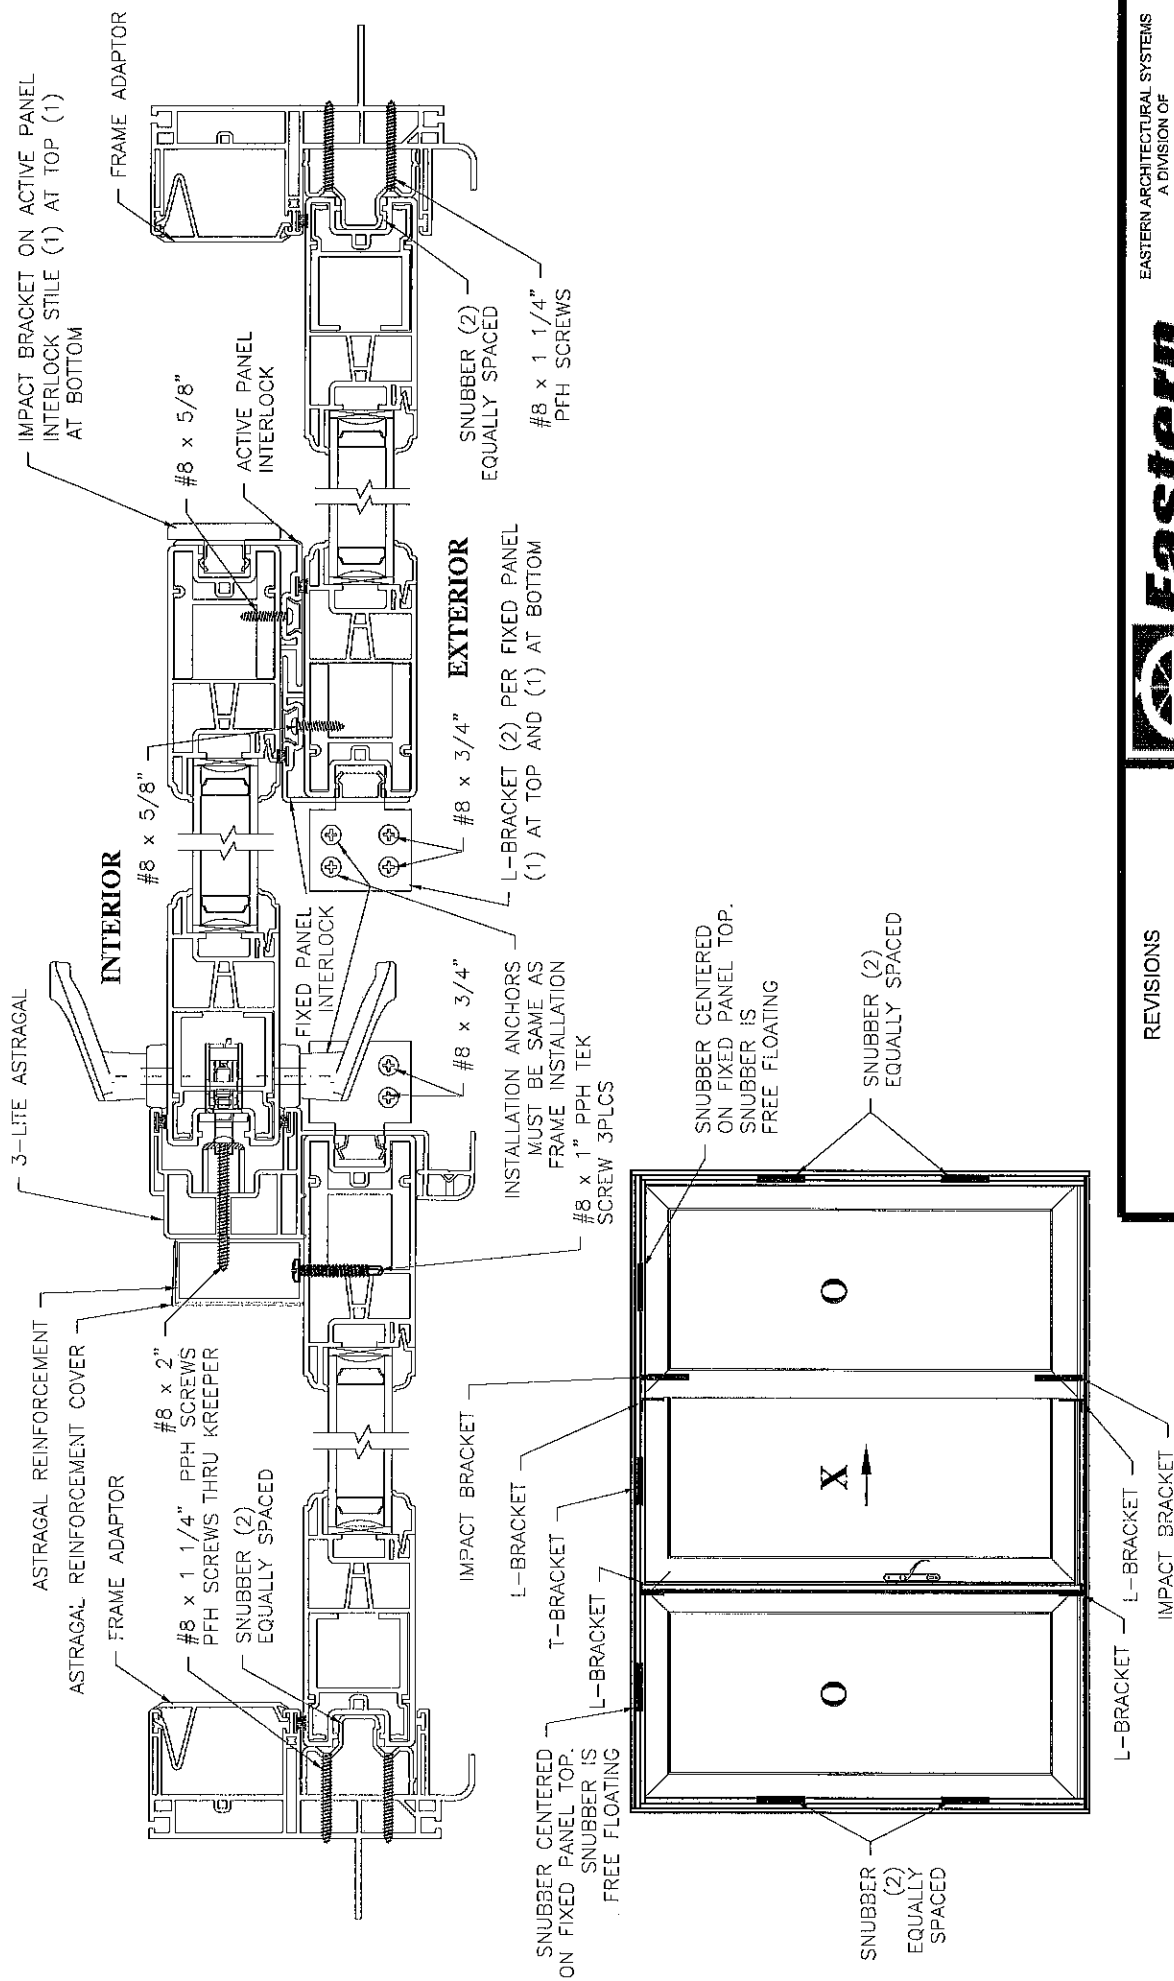 3-LITE ASTRAGAL
ASTRAGAL REINFORCEMENT
ASTRAGAL REINFORCEMENT COVER
FRAME ADAPTOR
#8 x 2"
PPH SCREWS
#8 x 1 1/4"
PFH SCREWS THRU KREEPER
SNUBBER (2)
EQUALLY SPACED
INTERIOR
#8 x 5/8"
IMPACT BRACKET ON ACTIVE PANEL
INTERLOCK STILE (1) AT TOP (1)
AT BOTTOM
#8 x 5/8"
ACTIVE PANEL
INTERLOCK
FRAME ADAPTOR
FIXED PANEL
INTERLOCK
#8 x 3/4"
INSTALLATION ANCHORS
MUST BE SAME AS
FRAME INSTALLATION
#8 x 1" PPH TEK
SCREW 3PLCS
EXTERIOR
#8 x 3/4"
L-BRACKET (2) PER FIXED PANEL
(1) AT TOP AND (1) AT BOTTOM
SNUBBER (2)
EQUALLY SPACED
#8 x 1 1/4"
PFH SCREWS
SNUBBER CENTERED
ON FIXED PANEL TOP.
SNUBBER IS
FREE FLOATING
L-BRACKET
T-BRACKET
L-BRACKET
IMPACT BRACKET
SNUBBER CENTERED
ON FIXED PANEL TOP.
SNUBBER IS
FREE FLOATING
O
X
O
SNUBBER
(2)
EQUALLY
SPACED
SNUBBER (2)
EQUALLY SPACED
L-BRACKET
L-BRACKET
IMPACT BRACKET
REVISIONS
Eastern
EASTERN ARCHITECTURAL SYSTEMS
A DIVISION OF